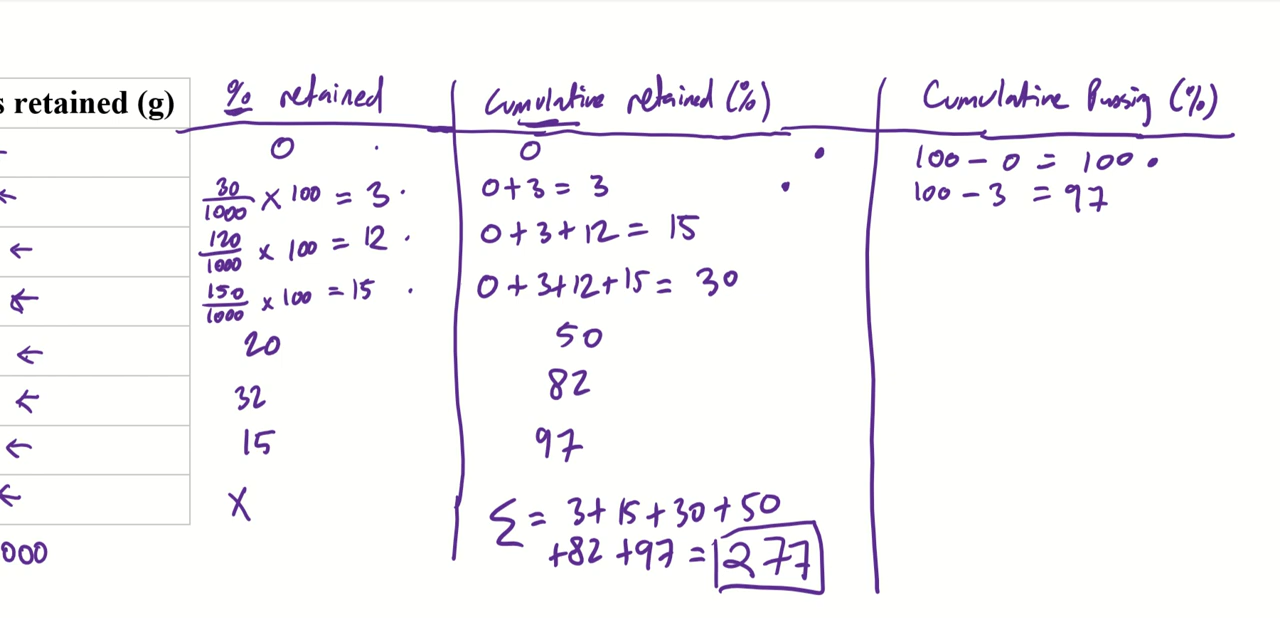 s retained (g) % retained Cumulative retained (%) Cumulative Passing (%)
0 0 100 - 0 = 100
30/1000 × 100 = 3 0+3 = 3 100 - 3 = 97
120/1000 × 100 = 12 0+3+12 = 15
150/1000 × 100 = 15 0+3+12+15 = 30
20 50
32 82
15 97
X Σ = 3+15+30+50
000 +82 +97 = 277